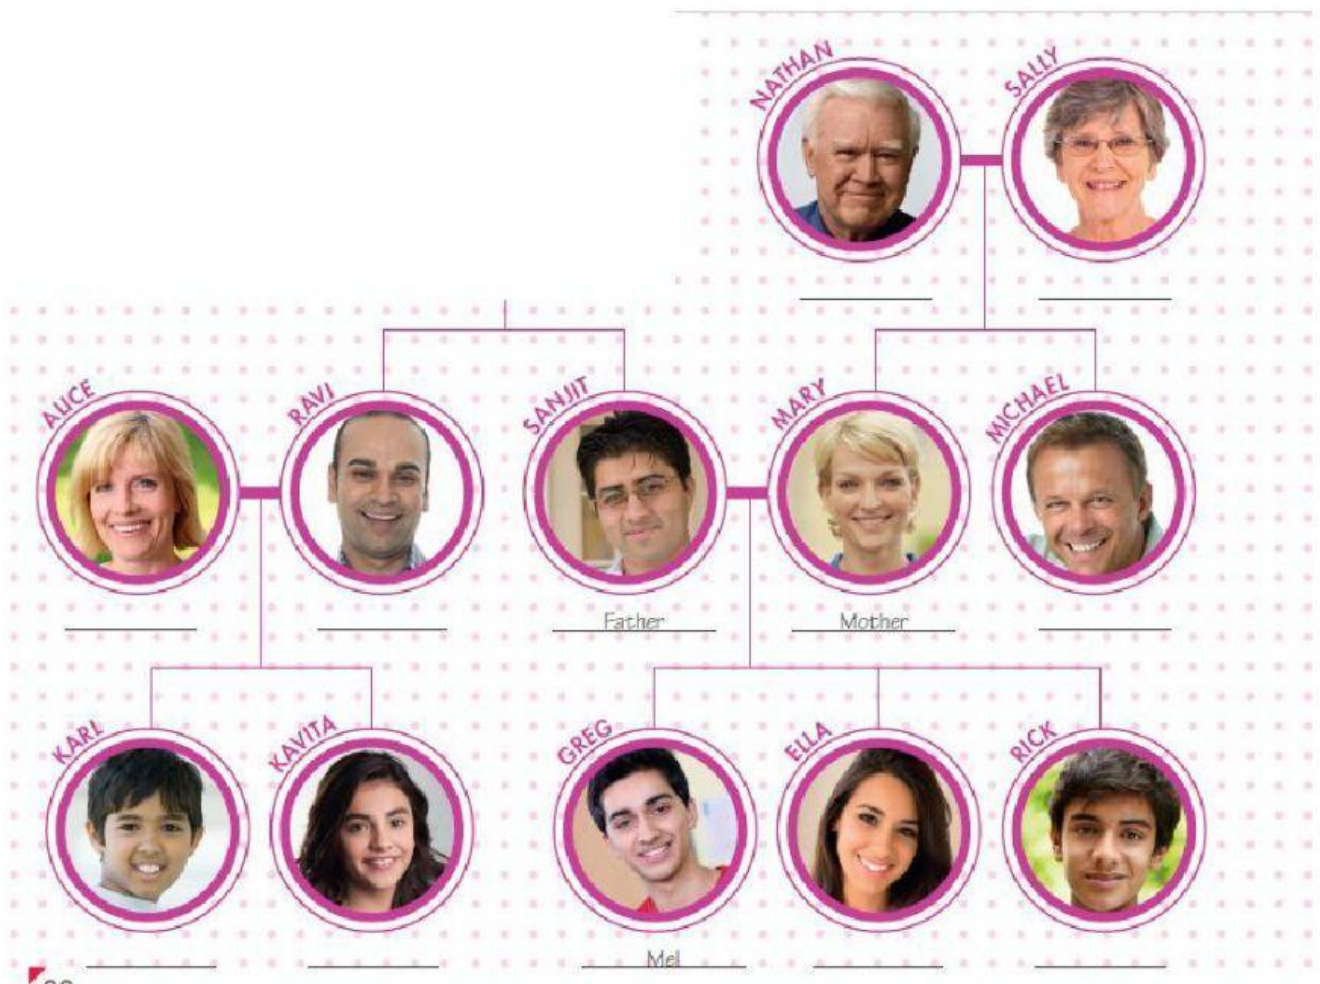 NATHAN SALLY
ALICE RAVI SANJIT MARY MICHAEL
Father Mother
KARL KAVITA GREG ELLA RICK
Me!